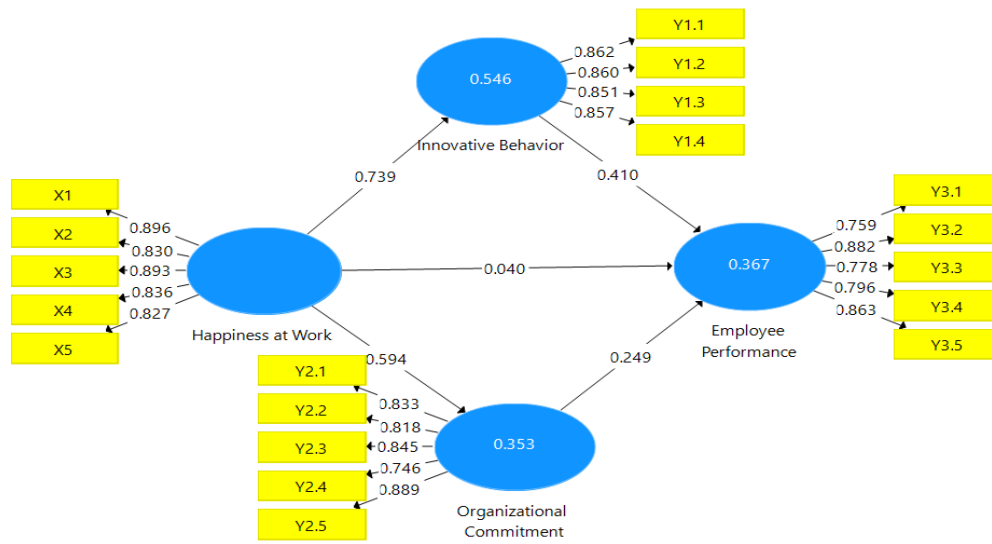 Y1.1
0.862
0.546
Y1.2
0.860
0.851
Y1.3
0.857
Y1.4
Innovative Behavior
0.739
0.410
X1
0.896
X2
0.830
X3
0.893
X4
0.836
0.827
X5
Happiness at Work
0.040
Y3.1
0.759
Y3.2
0.882
0.367
0.778
Y3.3
0.796
Y3.4
0.863
Y3.5
Employee
Performance
0.594
0.249
Y2.1
0.833
Y2.2
0.818
Y2.3
0.845
0.353
0.746
Y2.4
0.889
Y2.5
Organizational
Commitment